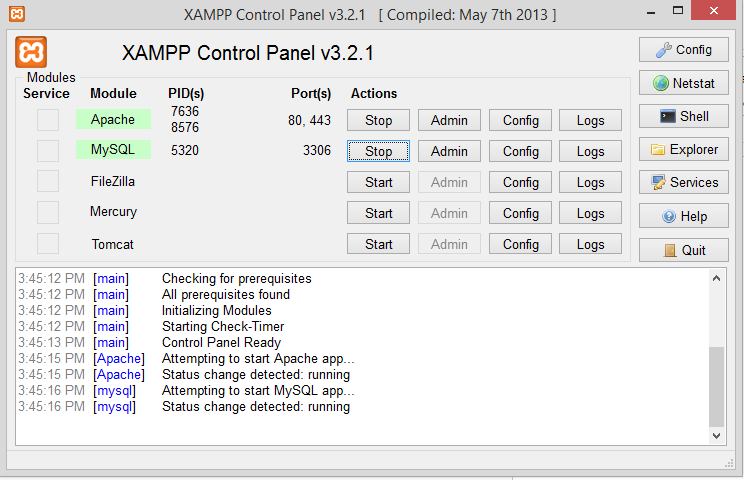 XAMPP Control Panel v3.2.1 [ Compiled: May 7th 2013 ]
XAMPP Control Panel v3.2.1
Config
Modules
Service Module PID(s) Port(s) Actions
Netstat
Apache 7636 8576 80, 443 Stop Admin Config Logs
Shell
MySQL 5320 3306 Stop Admin Config Logs
Explorer
FileZilla Start Admin Config Logs
Services
Mercury Start Admin Config Logs
Help
Tomcat Start Admin Config Logs
Quit
3:45:12 PM [main] Checking for prerequisites
3:45:12 PM [main] All prerequisites found
3:45:12 PM [main] Initializing Modules
3:45:12 PM [main] Starting Check-Timer
3:45:13 PM [main] Control Panel Ready
3:45:15 PM [Apache] Attempting to start Apache app...
3:45:15 PM [Apache] Status change detected: running
3:45:16 PM [mysql] Attempting to start MySQL app...
3:45:16 PM [mysql] Status change detected: running